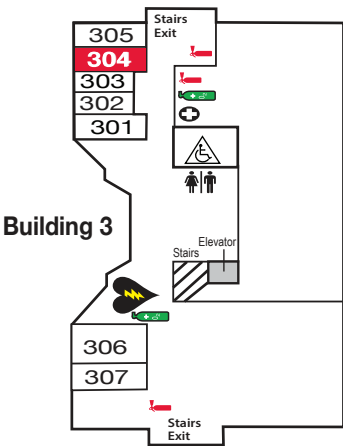 Stairs
Exit
305
304
303
302
301
Building 3
Elevator
Stairs
306
307
Stairs
Exit